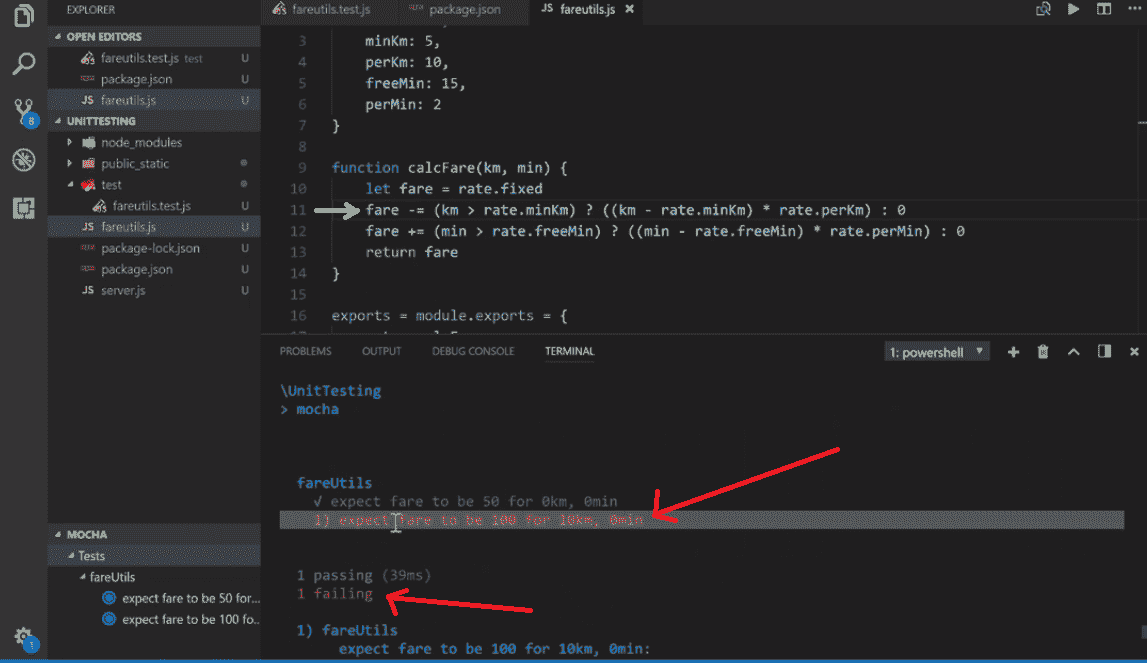 EXPLORER
OPEN EDITORS
fareutils.test.js test U
package.json U
JS fareutils.js U
UNITTESTING
node_modules
public_static
test
fareutils.test.js U
JS fareutils.js U
package-lock.json U
package.json U
JS server.js U
MOCHA
Tests
fareUtils
expect fare to be 50 for...
expect fare to be 100 fo...
8
1
fareutils.test.js
package.json
JS fareutils.js
3 minKm: 5,
4 perKm: 10,
5 freeMin: 15,
6 perMin: 2
7 }
8
9 function calcFare(km, min) {
10 let fare = rate.fixed
11 fare -= (km > rate.minKm) ? ((km - rate.minKm) * rate.perKm) : 0
12 fare += (min > rate.freeMin) ? ((min - rate.freeMin) * rate.perMin) : 0
13 return fare
14 }
15
16 exports = module.exports = {
PROBLEMS OUTPUT DEBUG CONSOLE TERMINAL 1: powershell
\UnitTesting
> mocha
fareUtils
√ expect fare to be 50 for 0km, 0min
1) expect fare to be 100 for 10km, 0min
1 passing (39ms)
1 failing
1) fareUtils
expect fare to be 100 for 10km, 0min: